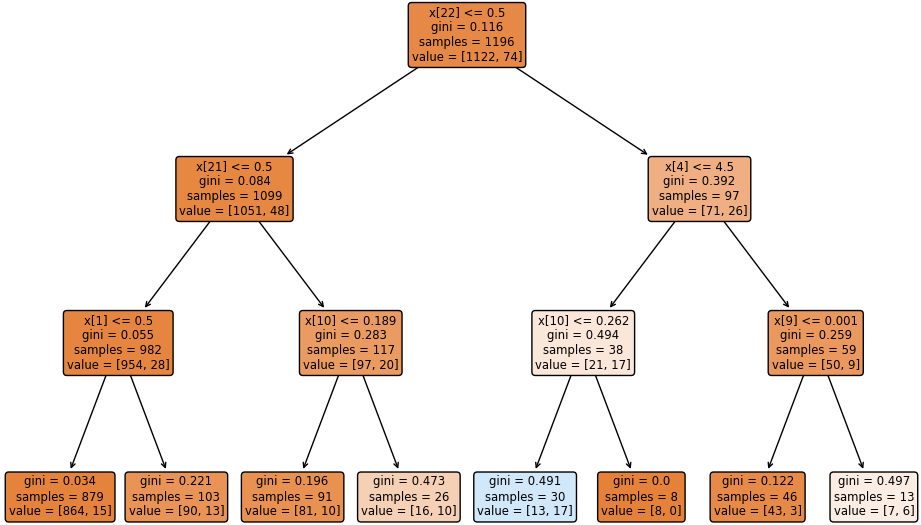 x[22] <= 0.5
gini = 0.116
samples = 1196
value = [1122, 74]
x[21] <= 0.5
gini = 0.084
samples = 1099
value = [1051, 48]
x[4] <= 4.5
gini = 0.392
samples = 97
value = [71, 26]
x[1] <= 0.5
gini = 0.055
samples = 982
value = [954, 28]
x[10] <= 0.189
gini = 0.283
samples = 117
value = [97, 20]
x[10] <= 0.262
gini = 0.494
samples = 38
value = [21, 17]
x[9] <= 0.001
gini = 0.259
samples = 59
value = [50, 9]
gini = 0.034
samples = 879
value = [864, 15]
gini = 0.221
samples = 103
value = [90, 13]
gini = 0.196
samples = 91
value = [81, 10]
gini = 0.473
samples = 26
value = [16, 10]
gini = 0.491
samples = 30
value = [13, 17]
gini = 0.0
samples = 8
value = [8, 0]
gini = 0.122
samples = 46
value = [43, 3]
gini = 0.497
samples = 13
value = [7, 6]